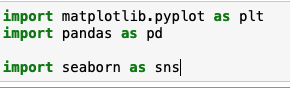 import matplotlib.pyplot as plt
import pandas as pd
import seaborn as sns